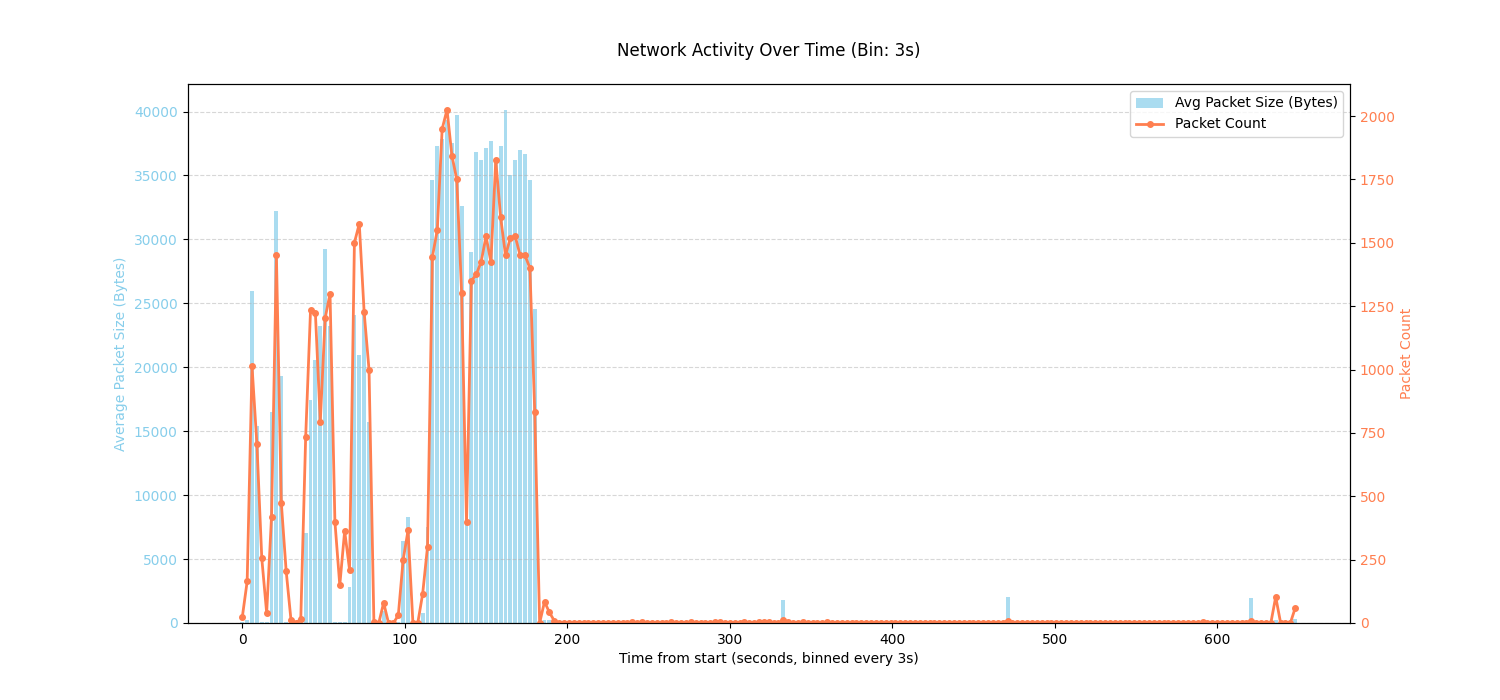 Network Activity Over Time (Bin: 3s)
Avg Packet Size (Bytes)
Packet Count
40000
35000
30000
25000
20000
15000
10000
5000
0
Average Packet Size (Bytes)
2000
1750
1500
1250
1000
750
500
250
0
Packet Count
0 100 200 300 400 500 600
Time from start (seconds, binned every 3s)